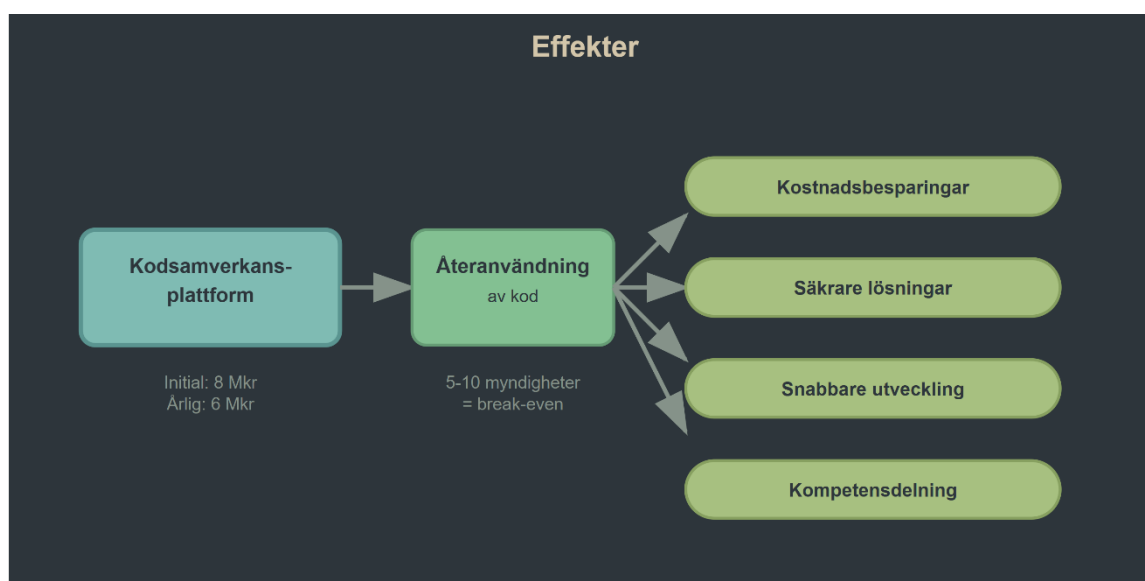 Effekter
Kodsamverkans-
plattform
Initial: 8 Mkr
Årlig: 6 Mkr
Återanvändning
av kod
5-10 myndigheter
= break-even
Kostnadsbesparingar
Säkrare lösningar
Snabbare utveckling
Kompetensdelning